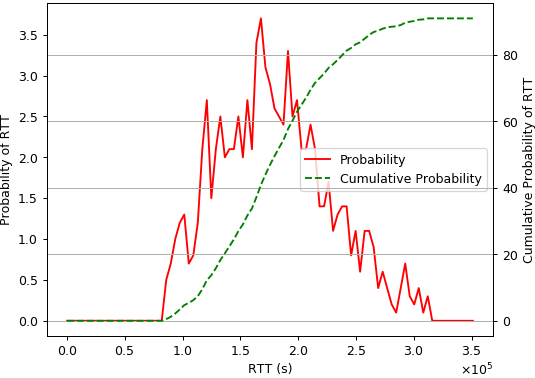 Probability of RTT
3.5
3.0
2.5
2.0
1.5
1.0
0.5
0.0
Probability
Cumulative Probability
80
60
40
20
0
Cumulative Probability of RTT
0.0 0.5 1.0 1.5 2.0 2.5 3.0 3.5
RTT (s)
×10⁵